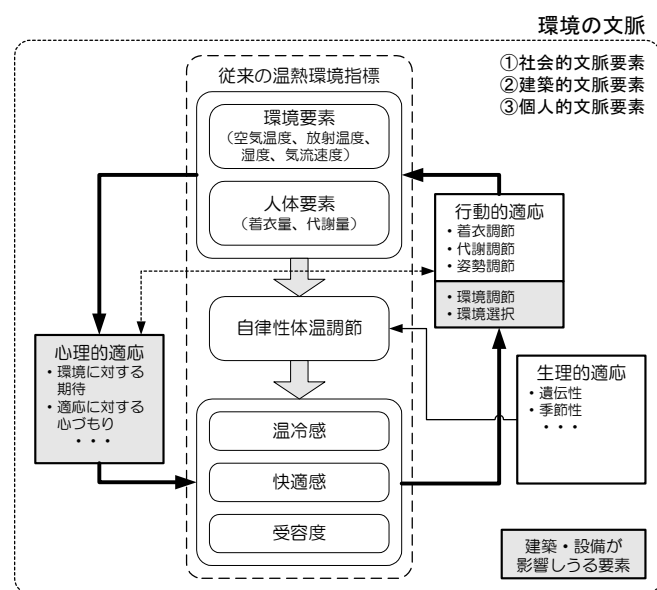 環境の文脈
①社会的文脈要素
②建築的文脈要素
③個人的文脈要素
従来の温熱環境指標
環境要素
（空気温度、放射温度、
湿度、気流速度）
人体要素
（着衣量、代謝量）
行動的適応
・着衣調節
・代謝調節
・姿勢調節
・環境調節
・環境選択
自律性体温調節
心理的適応
・環境に対する
期待
・適応に対する
心づもり
・・・
生理的適応
・遺伝性
・季節性
・・・
温冷感
快適感
受容度
建築・設備が
影響しうる要素